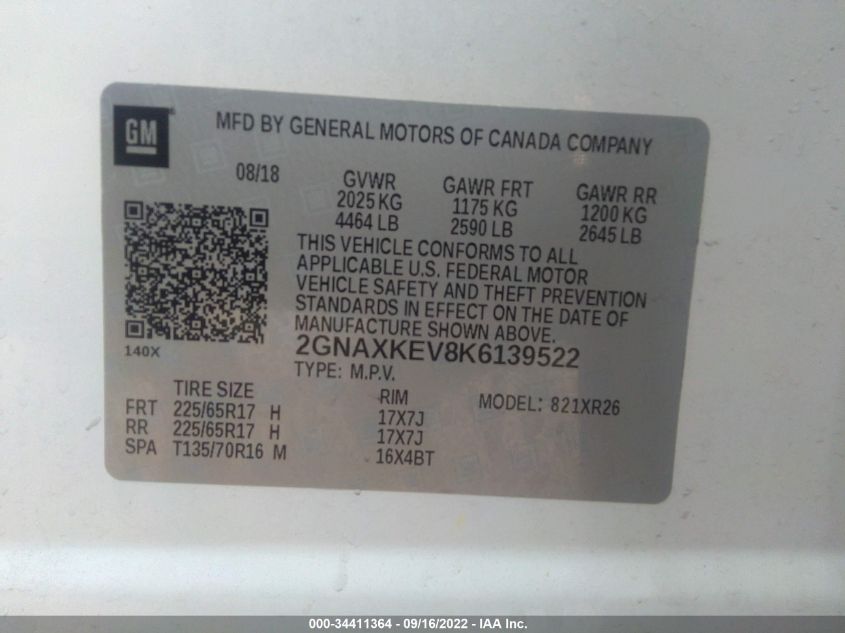 GM
MFD BY GENERAL MOTORS OF CANADA COMPANY
08/18 GVWR GAWR FRT GAWR RR
2025 KG 1175 KG 1200 KG
4464 LB 2590 LB 2645 LB
THIS VEHICLE CONFORMS TO ALL
APPLICABLE U.S. FEDERAL MOTOR
VEHICLE SAFETY AND THEFT PREVENTION
STANDARDS IN EFFECT ON THE DATE OF
MANUFACTURE SHOWN ABOVE.
140X 2GNAXKEV8K6139522
TYPE: M.P.V.
TIRE SIZE RIM MODEL: 821XR26
FRT 225/65R17 H 17X7J
RR 225/65R17 H 17X7J
SPA T135/70R16 M 16X4BT
000-34411364 - 09/16/2022 - IAA Inc.